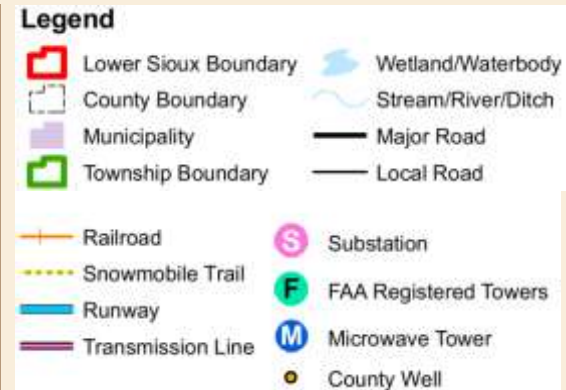 Legend
Lower Sioux Boundary
County Boundary
Municipality
Township Boundary
Wetland/Waterbody
Stream/River/Ditch
Major Road
Local Road
Railroad
Snowmobile Trail
Runway
Transmission Line
S Substation
F FAA Registered Towers
M Microwave Tower
County Well